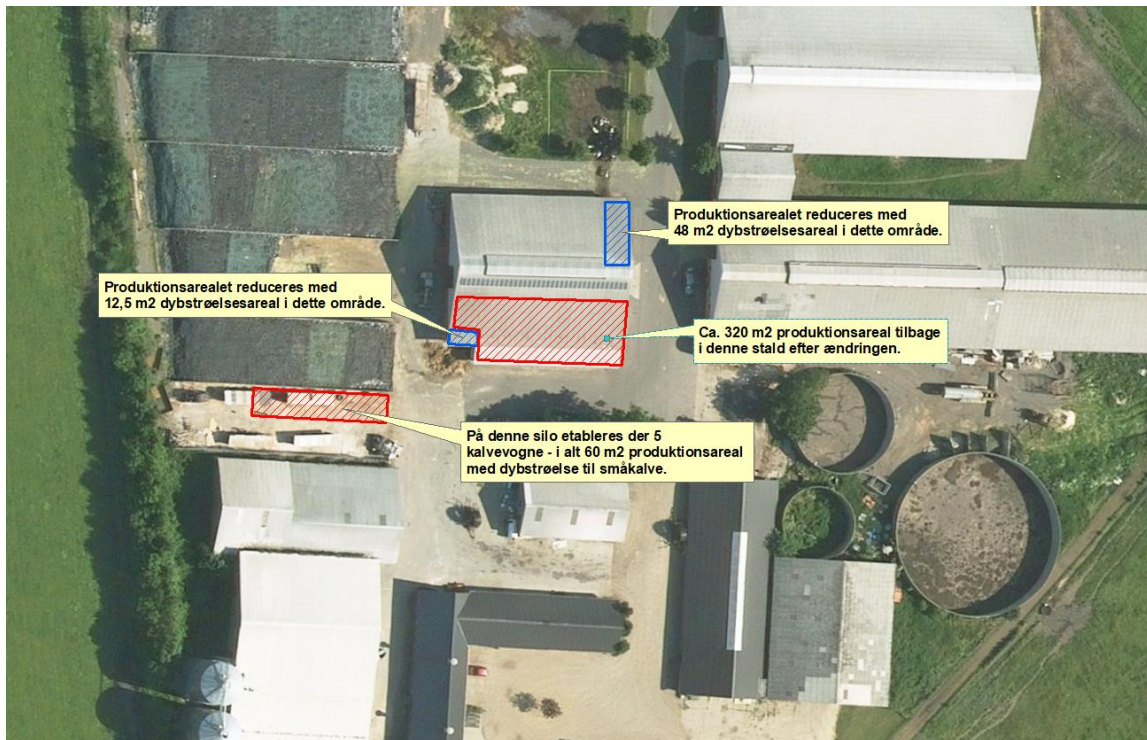 Produktionsarealet reduceres med
48 m2 dybstrøelsesareal i dette område.
Produktionsarealet reduceres med
12,5 m2 dybstrøelsesareal i dette område.
Ca. 320 m2 produktionsareal tilbage
i denne stald efter ændringen.
På denne silo etableres der 5
kalvevogne - i alt 60 m2 produktionsareal
med dybstrøelse til småkalve.